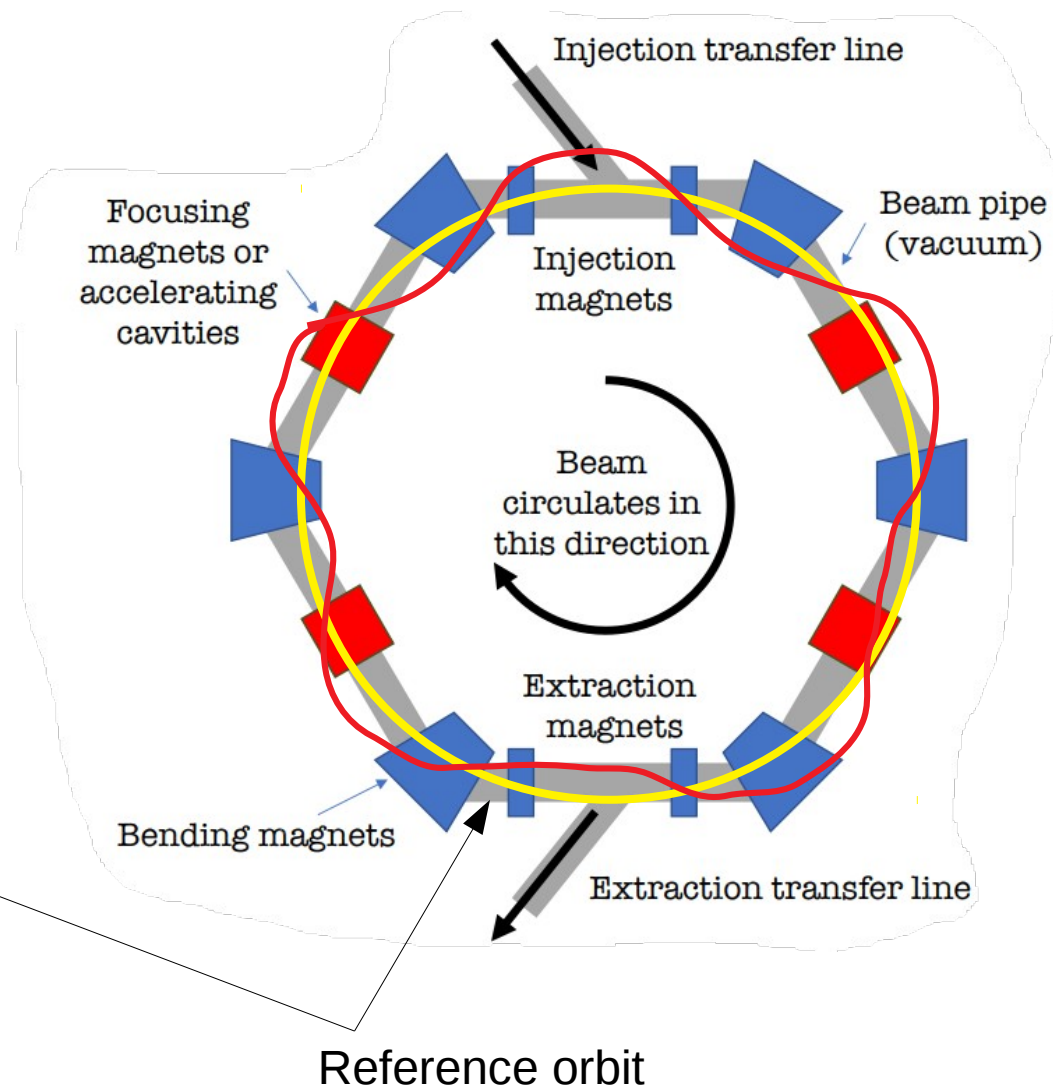 Injection transfer line
Focusing
magnets or
accelerating
cavities
Beam pipe
(vacuum)
Injection
magnets
Beam
circulates in
this direction
Extraction
magnets
Bending magnets
Extraction transfer line
Reference orbit